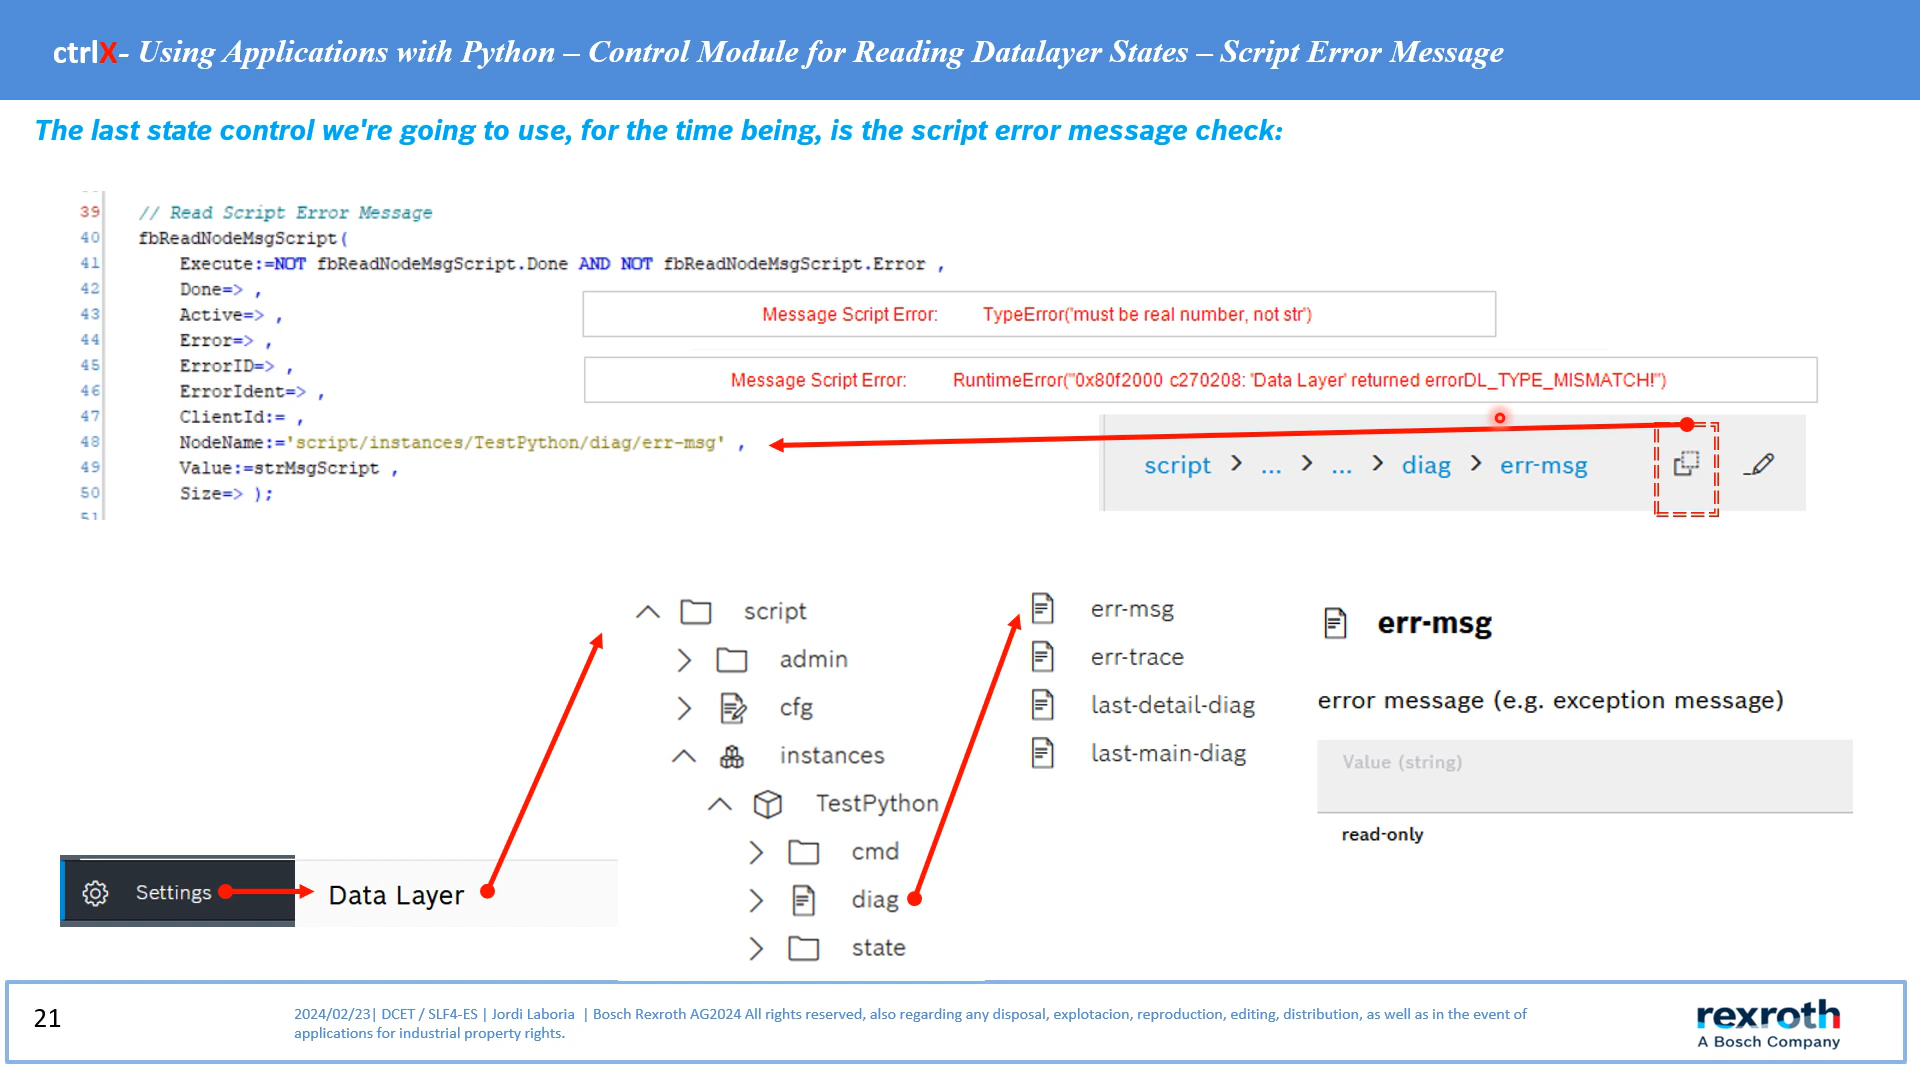 ctrlX- Using Applications with Python – Control Module for Reading Datalayer States – Script Error Message
The last state control we're going to use, for the time being, is the script error message check:
39 // Read Script Error Message
40 fbReadNodeMsgScript(
41 Execute:=NOT fbReadNodeMsgScript.Done AND NOT fbReadNodeMsgScript.Error ,
42 Done=> ,
43 Active=> ,
44 Error=> ,
45 ErrorID=> ,
46 ErrorIdent=> ,
47 ClientId:= ,
48 NodeName:='script/instances/TestPython/diag/err-msg' ,
49 Value:=strMsgScript ,
50 Size=> );
51
Message Script Error: TypeError('must be real number, not str')
Message Script Error: RuntimeError("0x80f2000 c270208: 'Data Layer' returned errorDL_TYPE_MISMATCH!")
script > ... > ... > diag > err-msg
script
admin
cfg
instances
TestPython
cmd
diag
state
err-msg
err-trace
last-detail-diag
last-main-diag
err-msg
error message (e.g. exception message)
Value (string)
read-only
Settings
Data Layer
21
2024/02/23| DCET / SLF4-ES | Jordi Laboria | Bosch Rexroth AG2024 All rights reserved, also regarding any disposal, explotacion, reproduction, editing, distribution, as well as in the event of
applications for industrial property rights.
rexroth
A Bosch Company